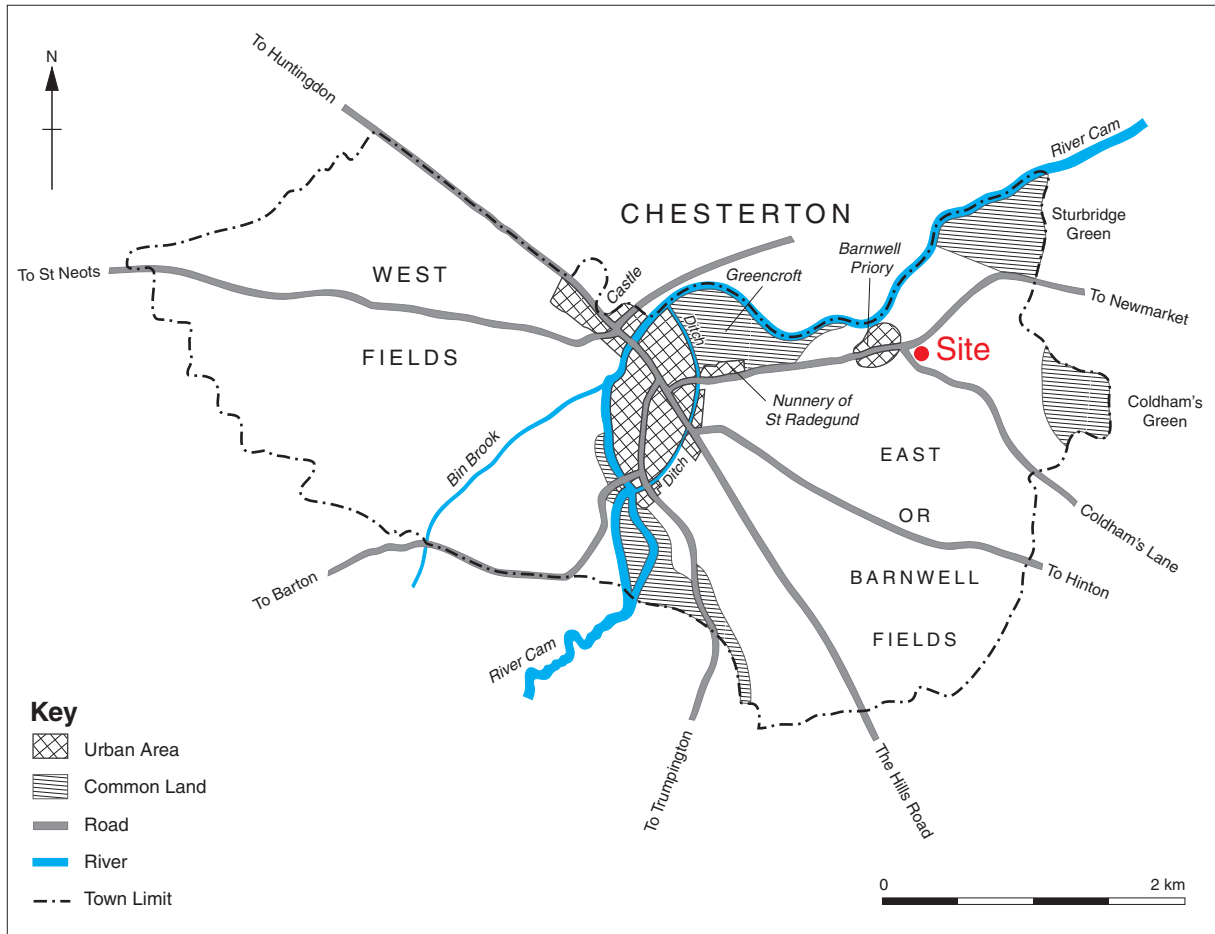 N
To Huntingdon
River Cam
CHESTERTON
Sturbridge
Green
Barnwell
Priory
To St Neots
WEST
Castle
Greencroft
To Newmarket
Ditch
FIELDS
Site
Nunnery of
St Radegund
Coldham's
Green
Bin Brook
EAST
Ditch
OR
Coldham's Lane
To Barton
BARNWELL
To Hinton
FIELDS
River Cam
Key
Urban Area
Common Land
Road
River
Town Limit
To Trumpington
The Hills Road
0
2 km